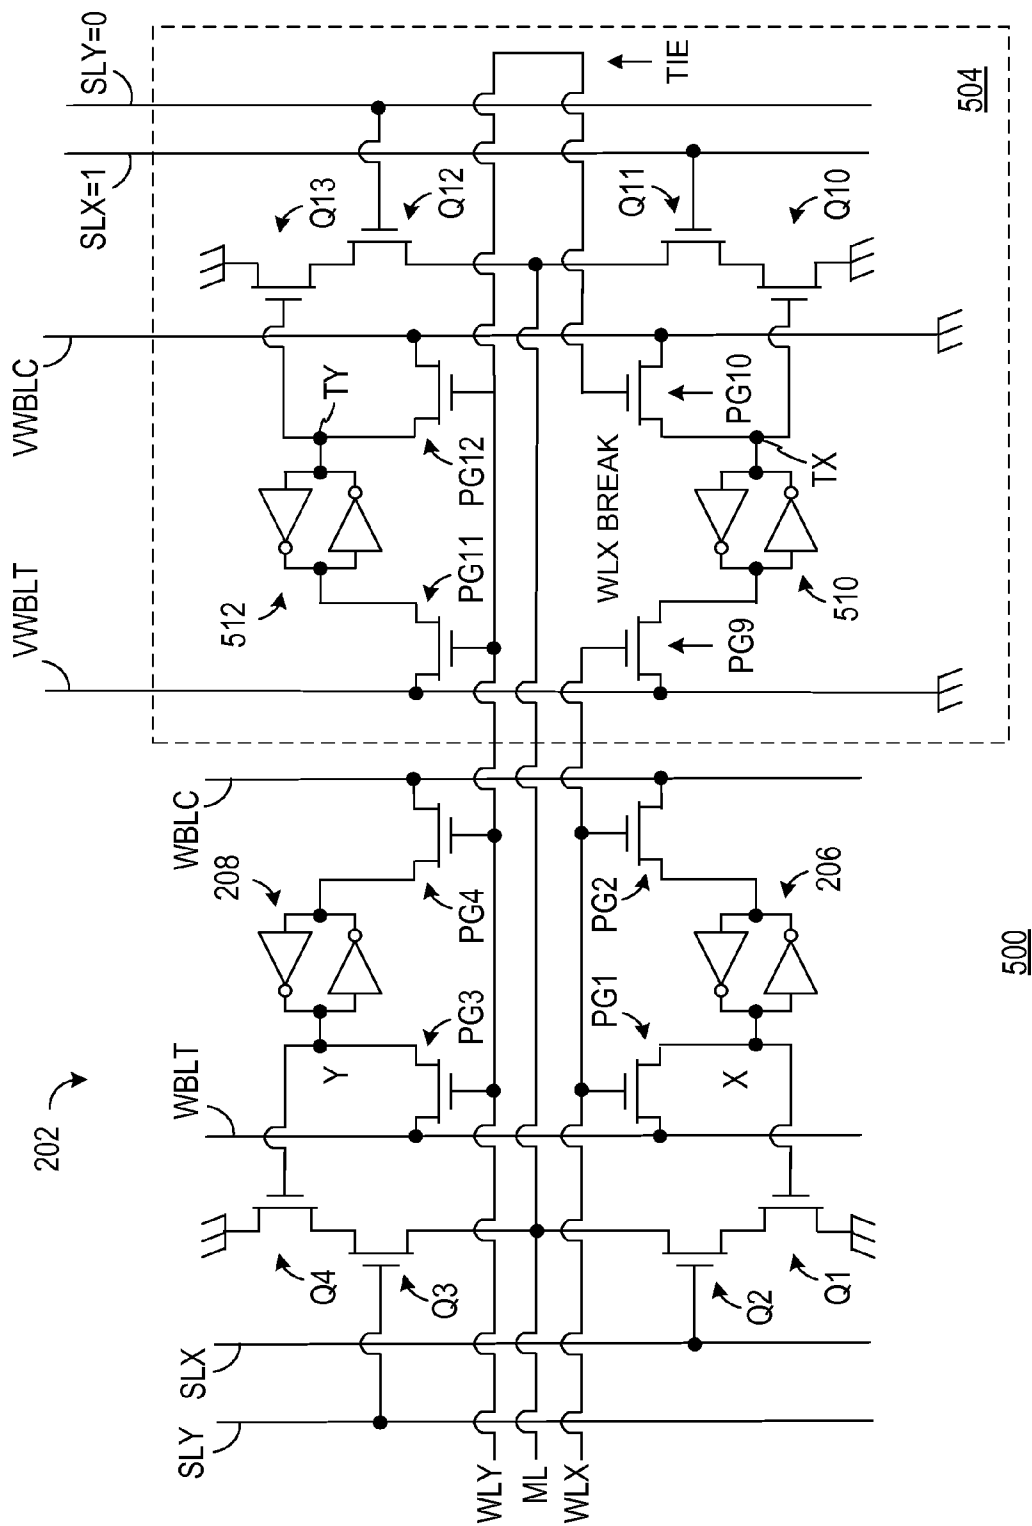 202
SLY
SLX
WBLT
WBLC
VWBLT
VWBLC
SLX=1
SLY=0
Q4
Q3
Y
PG3
208
PG4
512
PG11
PG12
TY
Q13
Q12
WLY
ML
WLX
WLX BREAK
TIE
Q2
Q1
PG1
X
PG2
206
PG9
510
PG10
TX
Q11
Q10
504
500